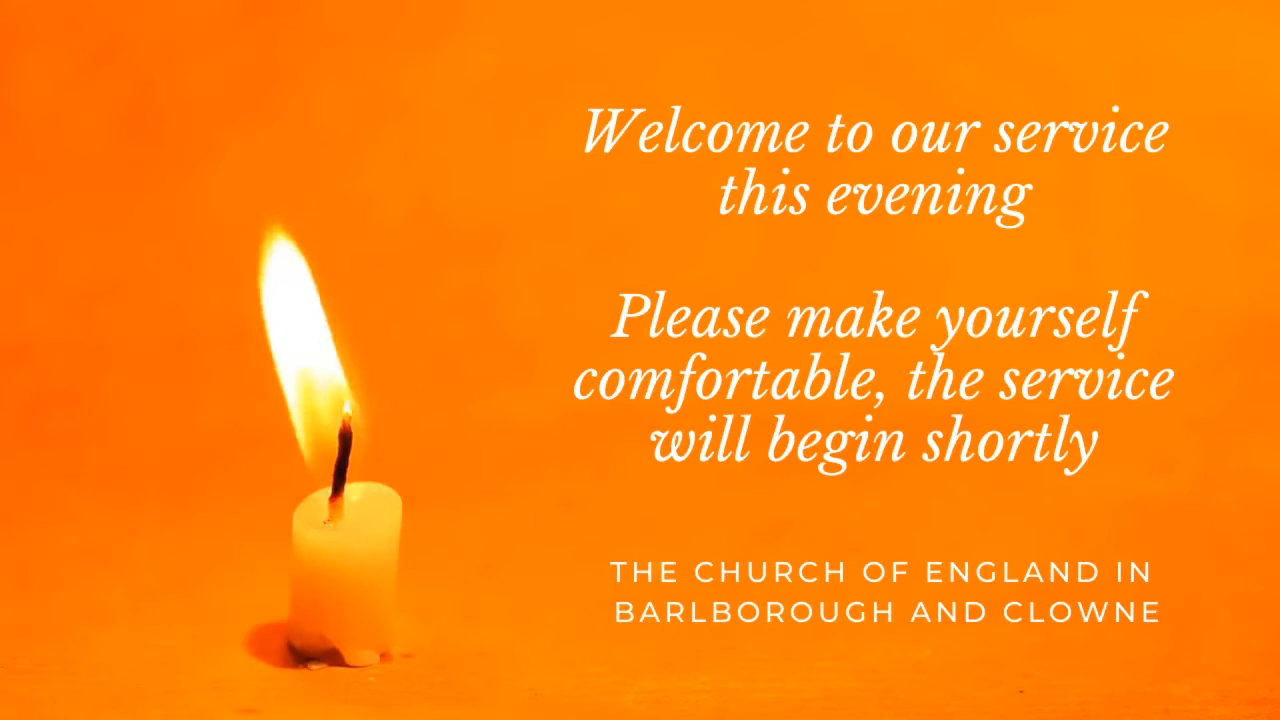 Welcome to our service
this evening
Please make yourself
comfortable, the service
will begin shortly
THE CHURCH OF ENGLAND IN
BARLBOROUGH AND CLOWNE